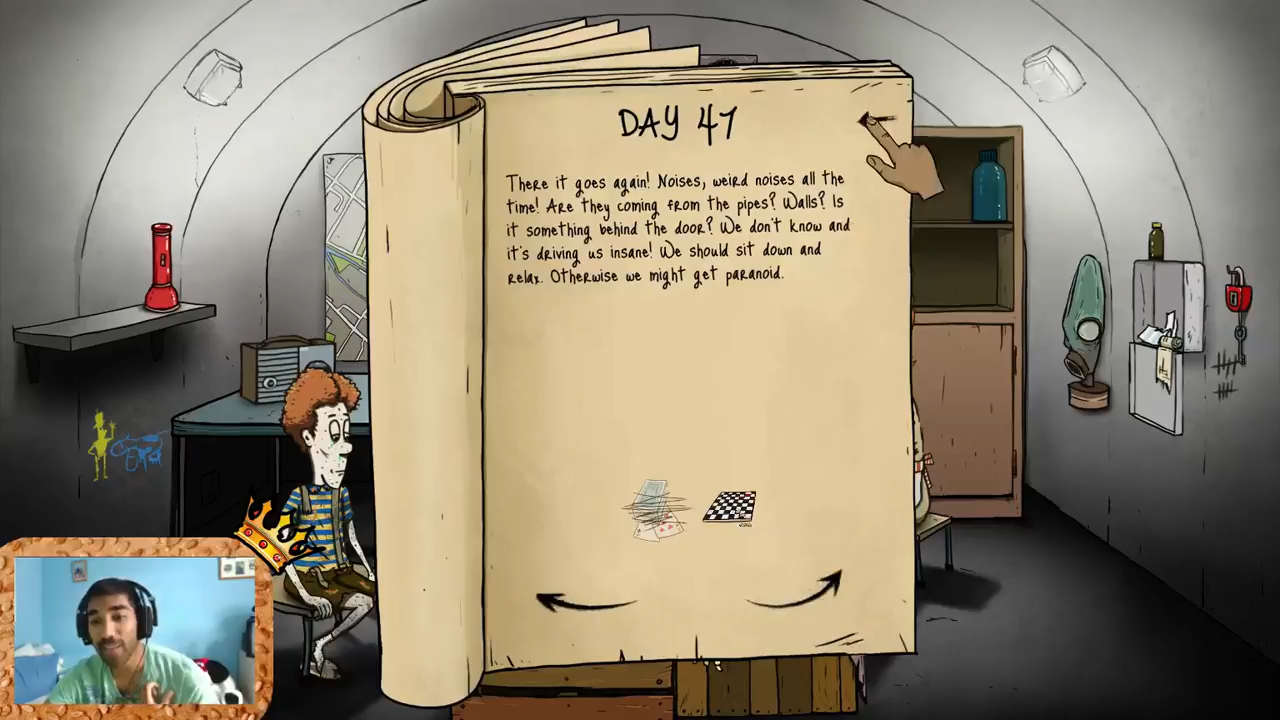 DAY 47
There it goes again! Noises, weird noises all the
time! Are they coming from the pipes? Walls? Is
it something behind the door? We don't know and
it's driving us insane! We should sit down and
relax. Otherwise we might get paranoid.